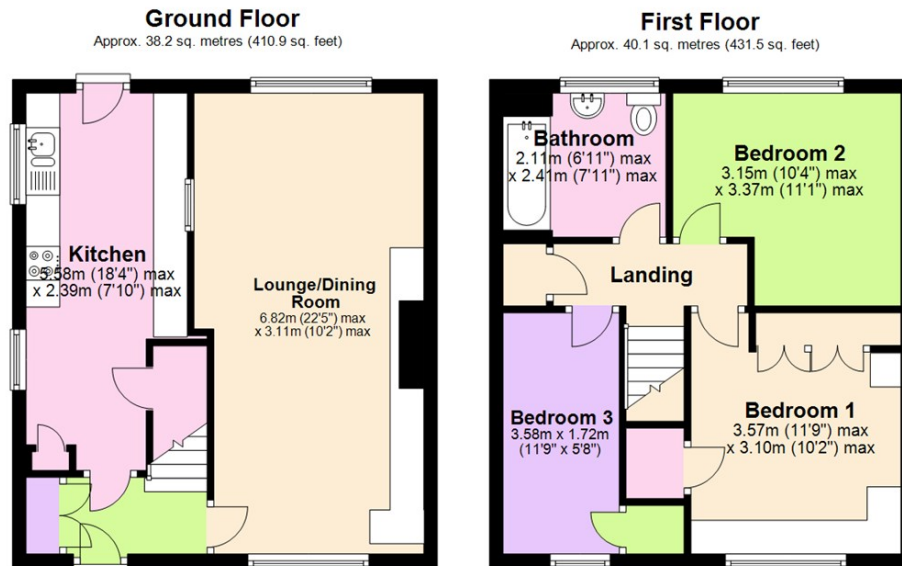 Ground Floor
Approx. 38.2 sq. metres (410.9 sq. feet)
Kitchen
5.58m (18'4") max
x 2.39m (7'10") max
Lounge/Dining
Room
6.82m (22'5") max
x 3.11m (10'2") max
First Floor
Approx. 40.1 sq. metres (431.5 sq. feet)
Bathroom
2.11m (6'11") max
x 2.41m (7'11") max
Bedroom 2
3.15m (10'4") max
x 3.37m (11'1") max
Landing
Bedroom 3
3.58m x 1.72m
(11'9" x 5'8")
Bedroom 1
3.57m (11'9") max
x 3.10m (10'2") max